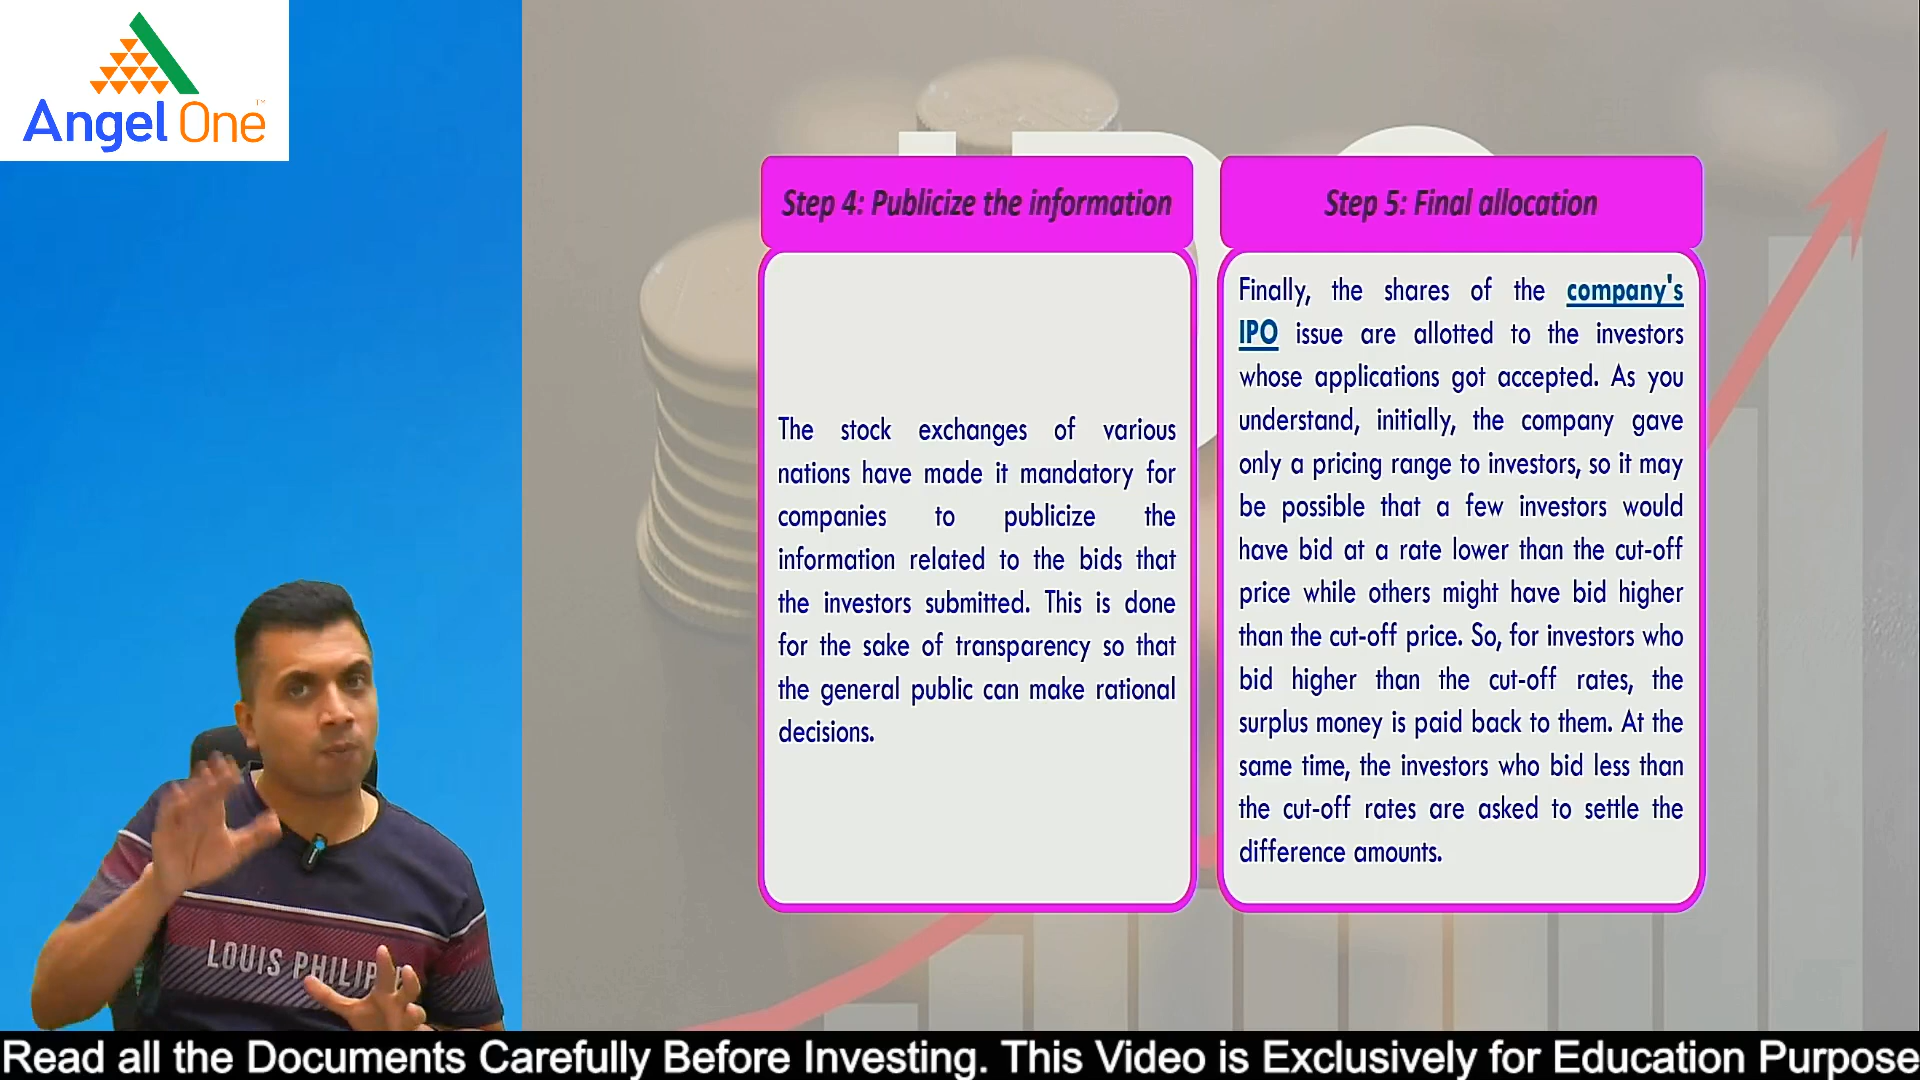 Angel One
TM
Step 4: Publicize the information
The stock exchanges of various
nations have made it mandatory for
companies to publicize the
information related to the bids that
the investors submitted. This is done
for the sake of transparency so that
the general public can make rational
decisions.
Step 5: Final allocation
Finally, the shares of the company's
IPO issue are allotted to the investors
whose applications got accepted. As you
understand, initially, the company gave
only a pricing range to investors, so it may
be possible that a few investors would
have bid at a rate lower than the cut-off
price while others might have bid higher
than the cut-off price. So, for investors who
bid higher than the cut-off rates, the
surplus money is paid back to them. At the
same time, the investors who bid less than
the cut-off rates are asked to settle the
difference amounts.
LOUIS PHILIP
Read all the Documents Carefully Before Investing. This Video is Exclusively for Education Purpose